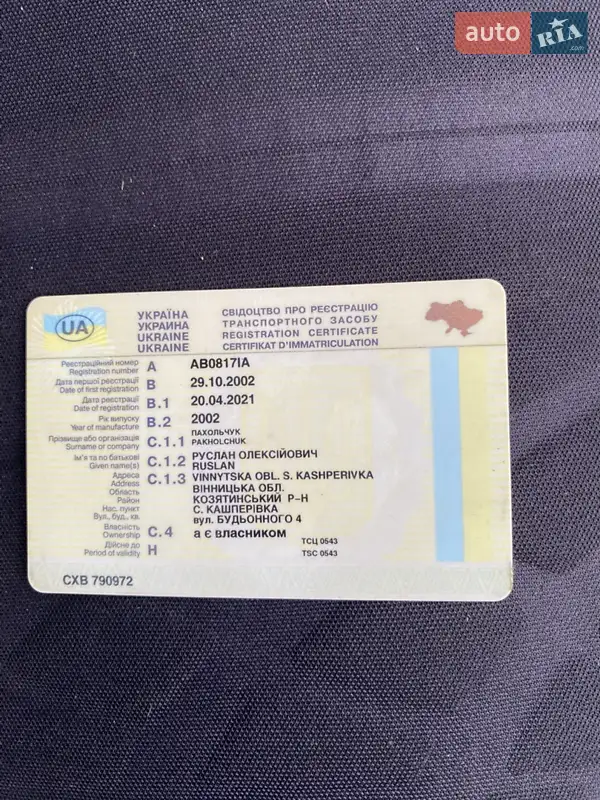 auto RIA .com
UA
УКРАЇНА
УКРАИНА
UKRAINE
UKRAINE
СВІДОЦТВО ПРО РЕЄСТРАЦІЮ
ТРАНСПОРТНОГО ЗАСОБУ
REGISTRATION CERTIFICATE
CERTIFIKAT D'IMMATRICULATION
Реєстраційний номер
Registration number A AB0817IA
Дата першої реєстрації
Date of first registration B 29.10.2002
Дата реєстрації
Date of registration B.1 20.04.2021
Рік випуску
Year of manufacture B.2 2002
Прізвище або організація
Surname or company C.1.1 ПАХОЛЬЧУК
PAKHOLCHUK
Ім'я та по батькові
Given name(s) C.1.2 РУСЛАН ОЛЕКСІЙОВИЧ
RUSLAN
Адреса
Address C.1.3 VINNYTSKA OBL. S. KASHPERIVKA
Область ВІННИЦЬКА ОБЛ.
Район КОЗЯТИНСЬКИЙ Р-Н
Нас. пункт С. КАШПЕРІВКА
Вул., буд., кв. вул. БУДЬОННОГО 4
Власність
Ownership C.4 а є власником
Дійсне до
Period of validity H
ТСЦ 0543
TSC 0543
СХВ 790972